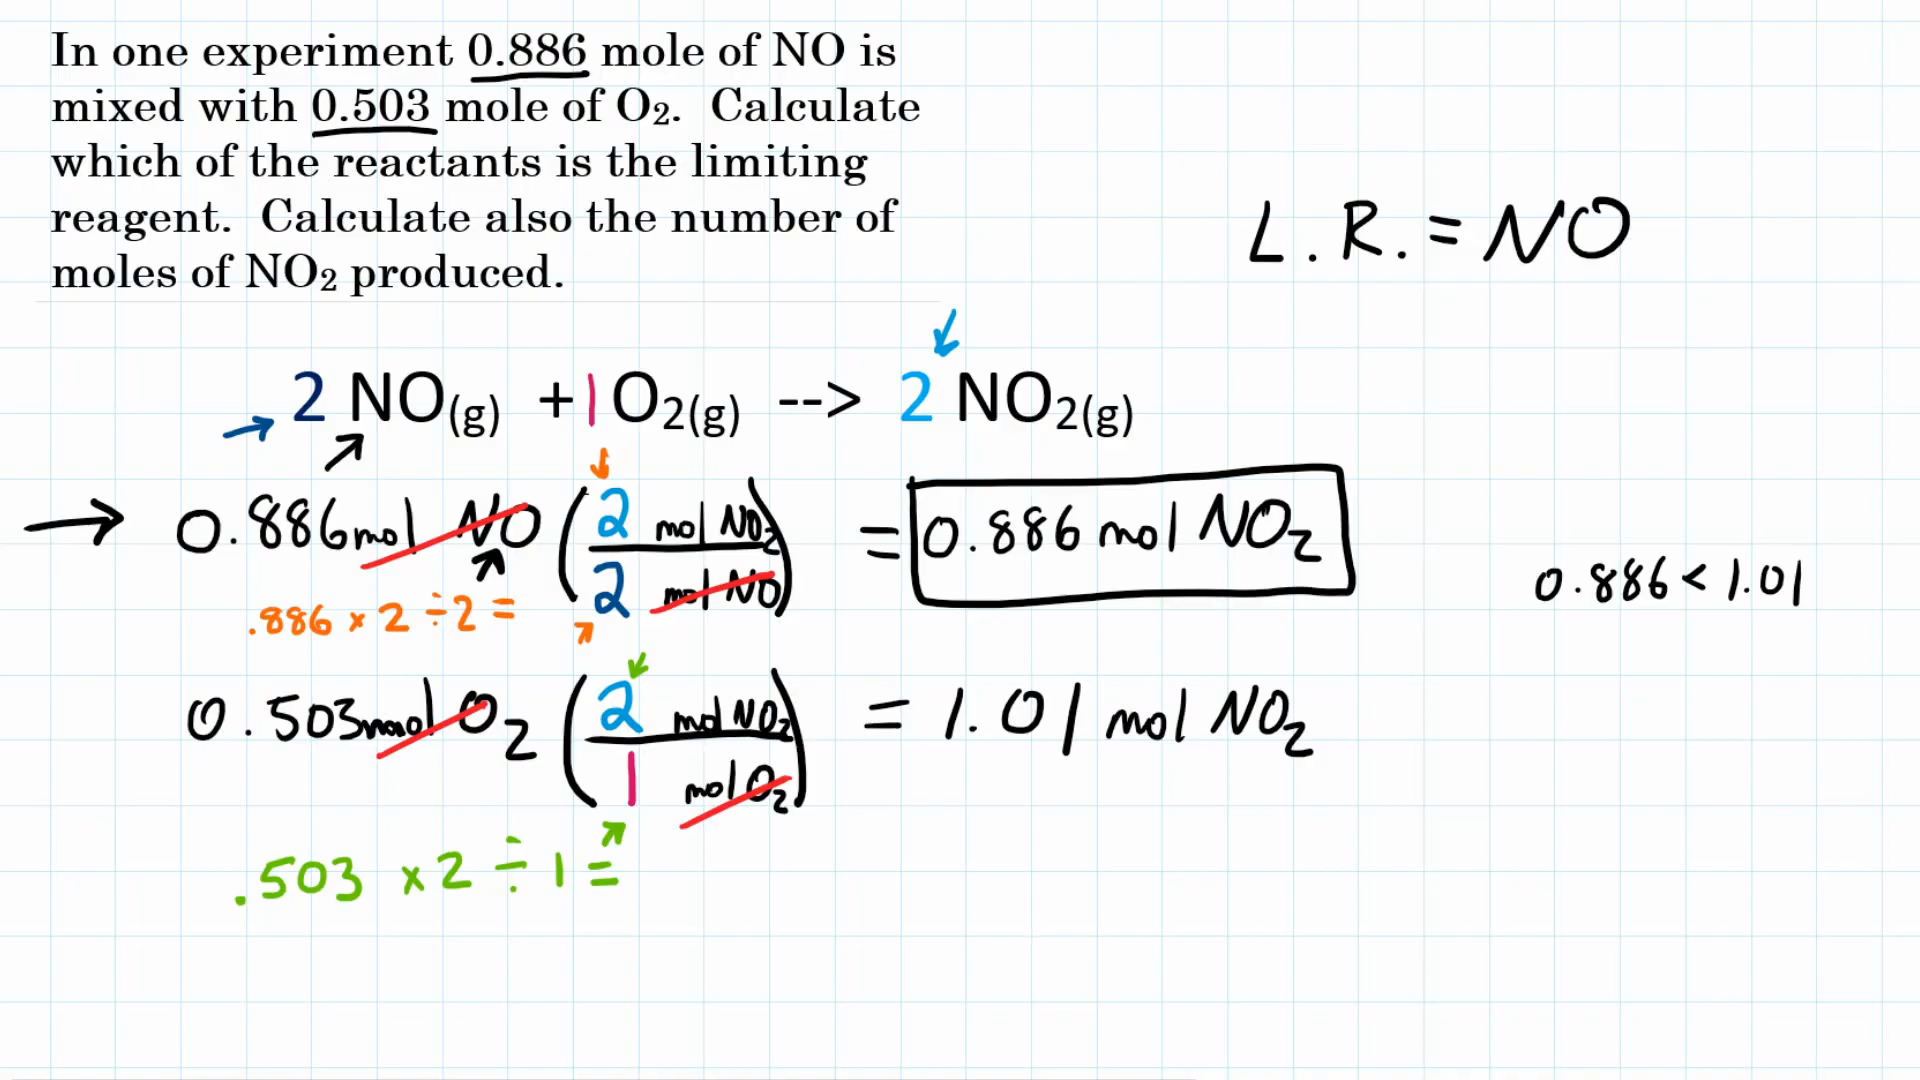 In one experiment 0.886 mole of NO is
mixed with 0.503 mole of O₂. Calculate
which of the reactants is the limiting
reagent. Calculate also the number of
moles of NO₂ produced.
L.R. = NO
2 NO(g) + 1 O₂(g) --> 2 NO₂(g)
0.886 mol NO (2 mol NO₂ / 2 mol NO) = 0.886 mol NO₂
0.886 < 1.01
.886 × 2 ÷ 2 =
0.503 mol O₂ (2 mol NO₂ / 1 mol O₂) = 1.01 mol NO₂
.503 × 2 ÷ 1 =